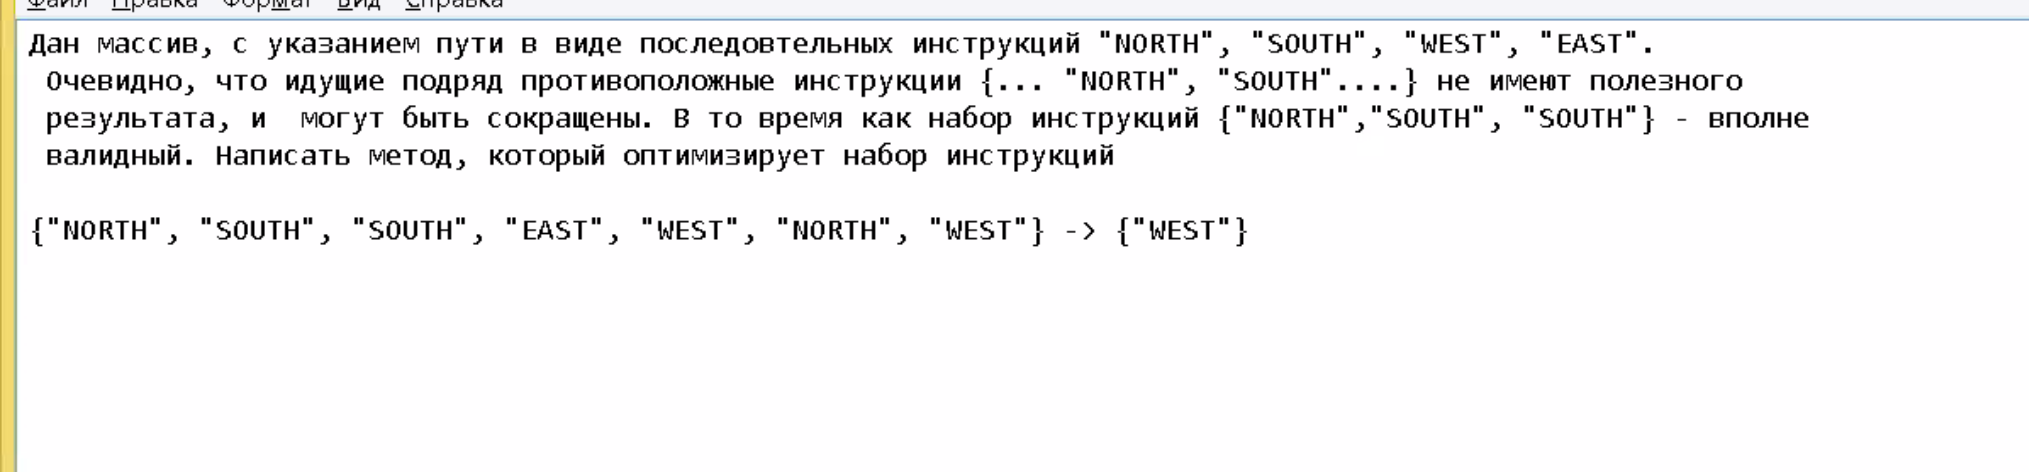 Файл Правка Формат Вид Справка
Дан массив, с указанием пути в виде последовтельных инструкций "NORTH", "SOUTH", "WEST", "EAST".
Очевидно, что идущие подряд противоположные инструкции {... "NORTH", "SOUTH"....} не имеют полезного
результата, и  могут быть сокращены. В то время как набор инструкций {"NORTH","SOUTH", "SOUTH"} - вполне
валидный. Написать метод, который оптимизирует набор инструкций
{"NORTH", "SOUTH", "SOUTH", "EAST", "WEST", "NORTH", "WEST"} -> {"WEST"}